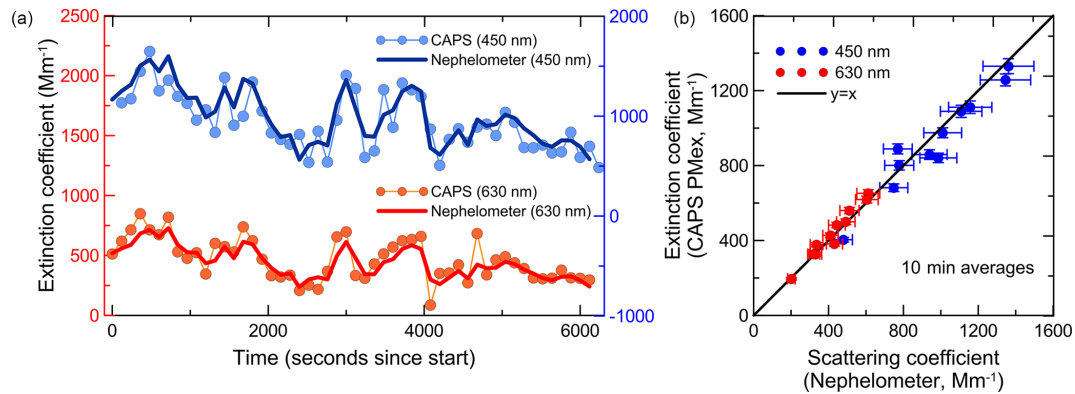 (a)
Extinction coefficient (Mm-1)
2500
2000
1500
1000
500
0
CAPS (450 nm)
Nephelometer (450 nm)
CAPS (630 nm)
Nephelometer (630 nm)
2000
1000
0
-1000
0
2000
4000
6000
Time (seconds since start)
(b)
Extinction coefficient
(CAPS PMex, Mm-1)
1600
1200
800
400
0
450 nm
630 nm
y=x
10 min averages
0
400
800
1200
1600
Scattering coefficient
(Nephelometer, Mm-1)